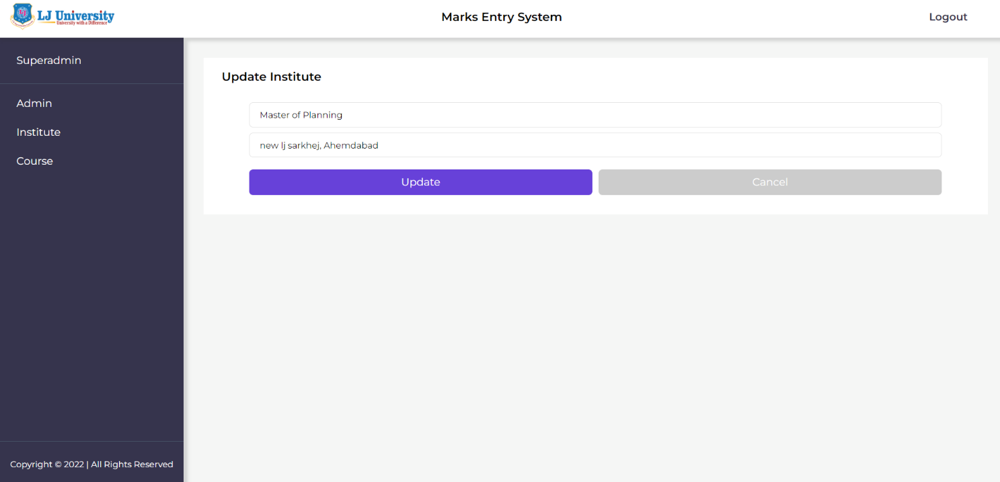 LJ University
University with a Difference
Marks Entry System
Logout
Superadmin
Admin
Institute
Course
Update Institute
Master of Planning
new lj sarkhej, Ahemdabad
Update
Cancel
Copyright © 2022 | All Rights Reserved